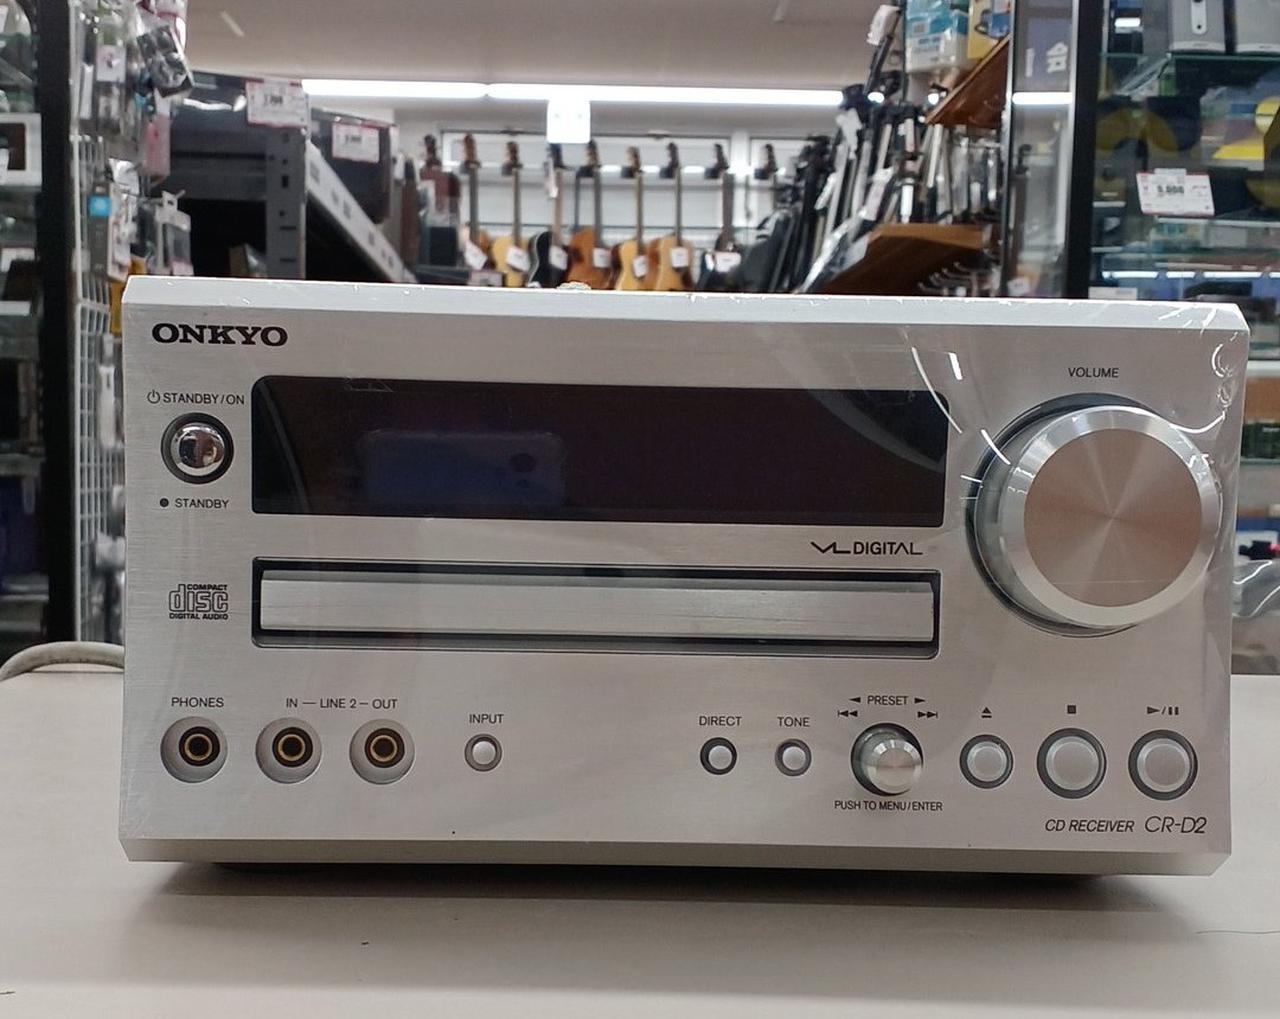 ONKYO
STANDBY/ON
STANDBY
VOLUME
VL DIGITAL
COMPACT
disc
DIGITAL AUDIO
PHONES
IN — LINE 2 — OUT
INPUT
DIRECT
TONE
PRESET
PUSH TO MENU/ENTER
CD RECEIVER CR-D2